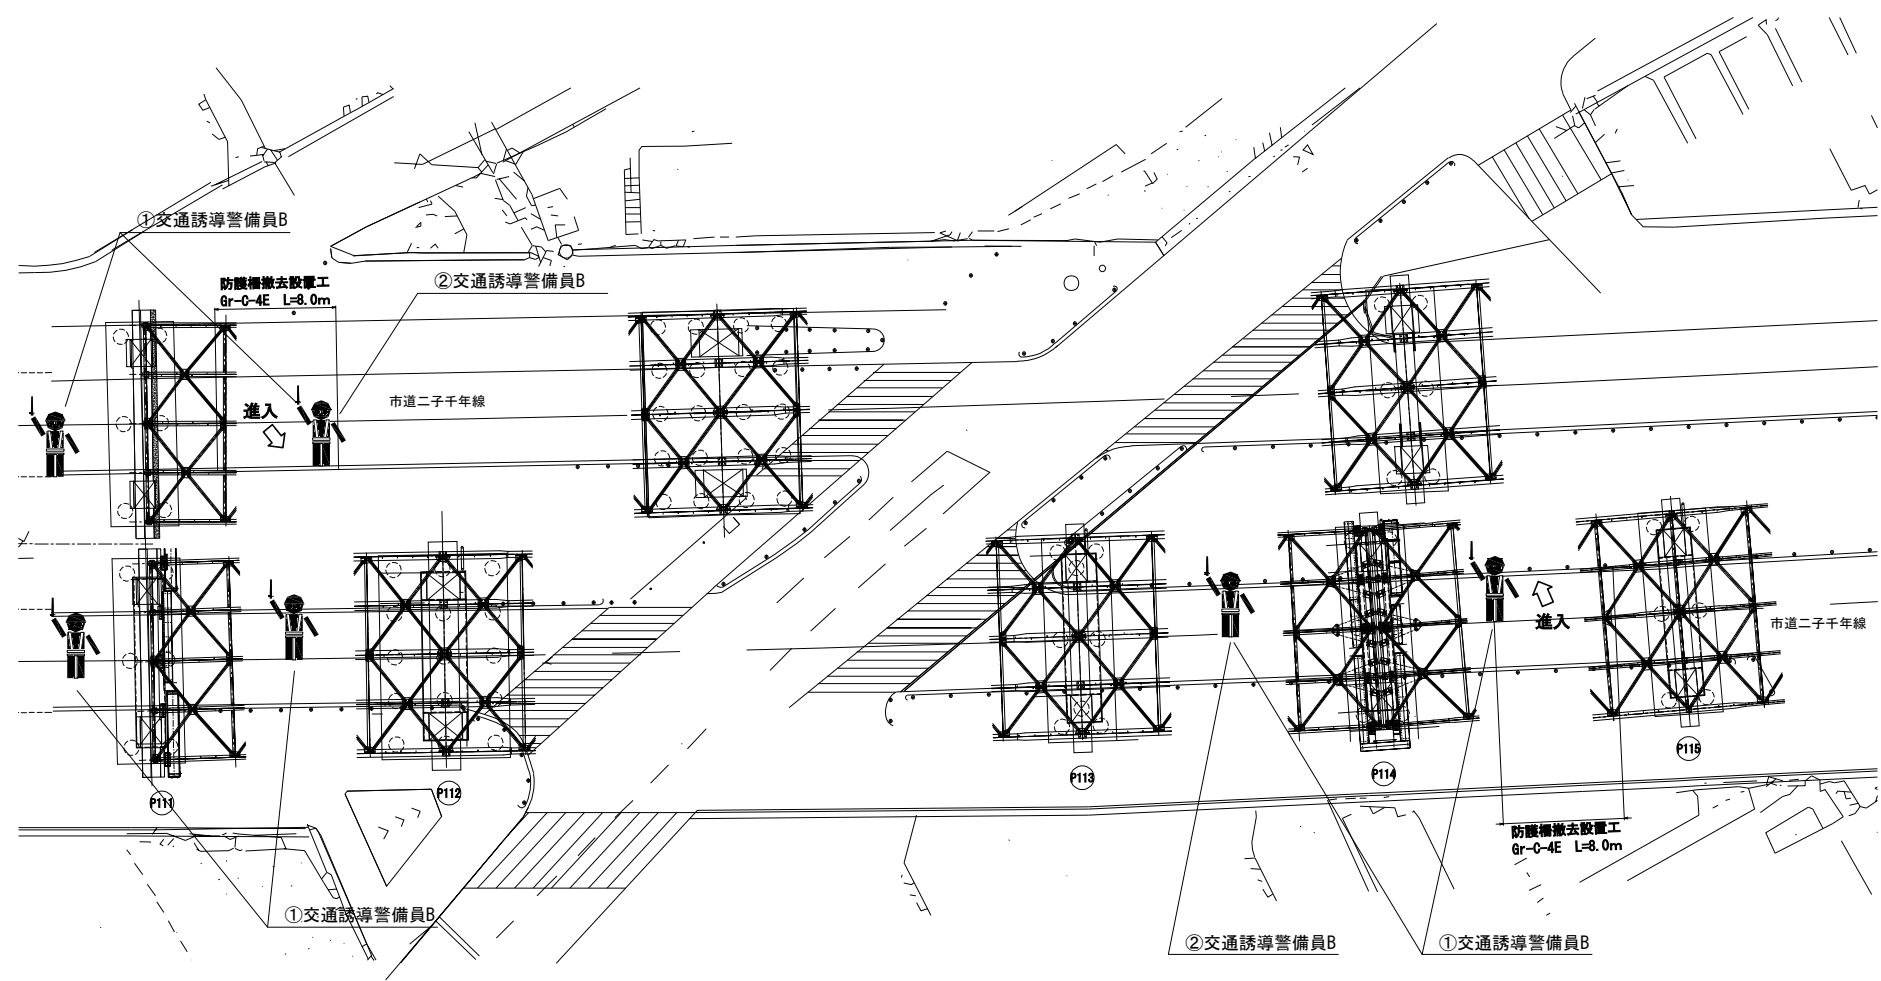 ①交通誘導警備員B
防護柵撤去設置工
Gr-C-4E L=8.0m
②交通誘導警備員B
進入
市道二子千年線
進入
市道二子千年線
P111
P112
P113
P114
P115
防護柵撤去設置工
Gr-C-4E L=8.0m
①交通誘導警備員B
②交通誘導警備員B
①交通誘導警備員B